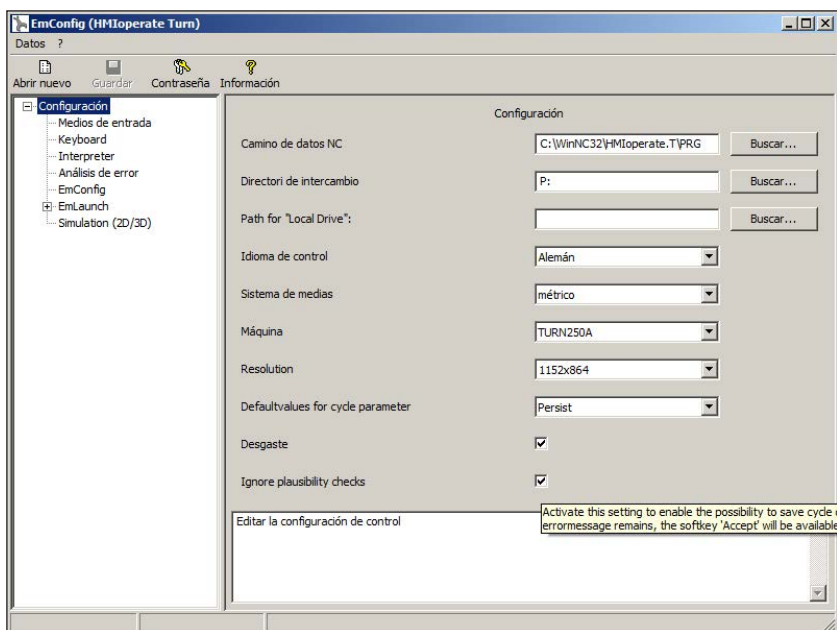 EmConfig (HMIoperate Turn)
Datos ?
Abrir nuevo Guardar Contraseña Información
Configuración
Medios de entrada
Keyboard
Interpreter
Análisis de error
EmConfig
EmLaunch
Simulation (2D/3D)
Configuración
Camino de datos NC C:\WinNC32\HMIoperate.T\PRG Buscar...
Directori de intercambio P: Buscar...
Path for "Local Drive": Buscar...
Idioma de control Alemán
Sistema de medias métrico
Máquina TURN250A
Resolution 1152x864
Defaultvalues for cycle parameter Persist
Desgaste
Ignore plausibility checks
Editar la configuración de control
Activate this setting to enable the possibility to save cycle
errormessage remains, the softkey 'Accept' will be available